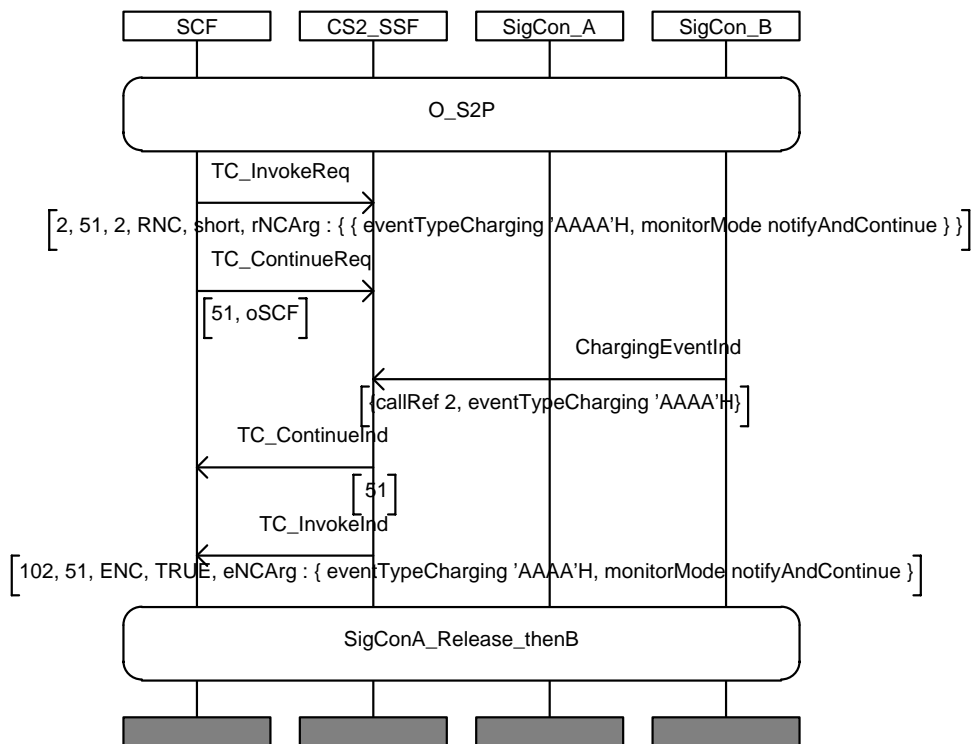 SCF CS2_SSF SigCon_A SigCon_B
O_S2P
TC_InvokeReq
[2, 51, 2, RNC, short, rNCArg : { { eventTypeCharging 'AAAA'H, monitorMode notifyAndContinue } }]
TC_ContinueReq
[51, oSCF]
ChargingEventInd
[{callRef 2, eventTypeCharging 'AAAA'H}]
TC_ContinueInd
[51]
TC_InvokeInd
[102, 51, ENC, TRUE, eNCArg : { eventTypeCharging 'AAAA'H, monitorMode notifyAndContinue }]
SigConA_Release_thenB